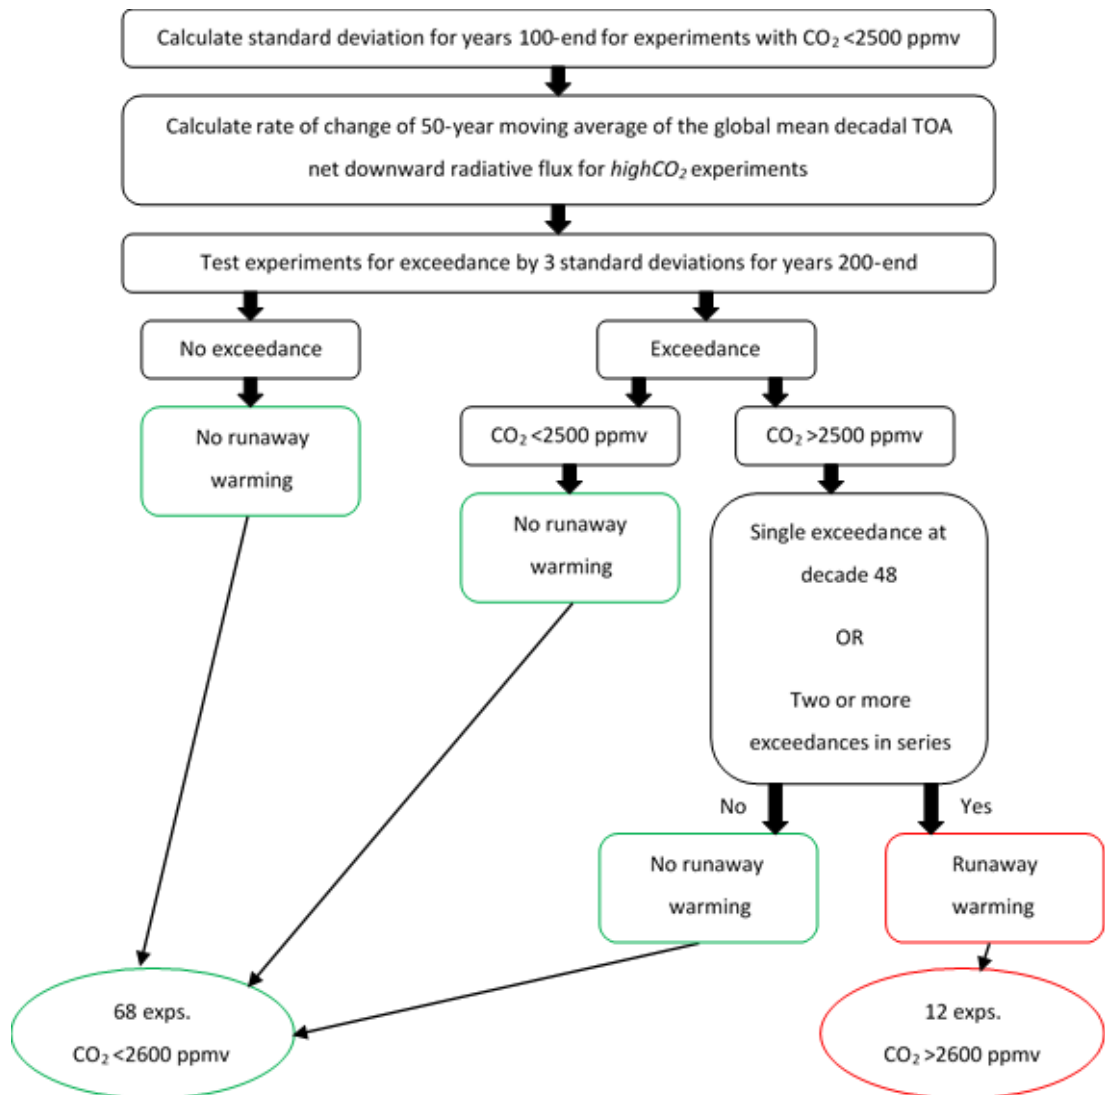 Calculate standard deviation for years 100-end for experiments with CO₂ <2500 ppmv
Calculate rate of change of 50-year moving average of the global mean decadal TOA
net downward radiative flux for highCO₂ experiments
Test experiments for exceedance by 3 standard deviations for years 200-end
No exceedance
Exceedance
No runaway
warming
CO₂ <2500 ppmv
CO₂ >2500 ppmv
No runaway
warming
Single exceedance at
decade 48
OR
Two or more
exceedances in series
No
Yes
No runaway
warming
Runaway
warming
68 exps.
CO₂ <2600 ppmv
12 exps.
CO₂ >2600 ppmv